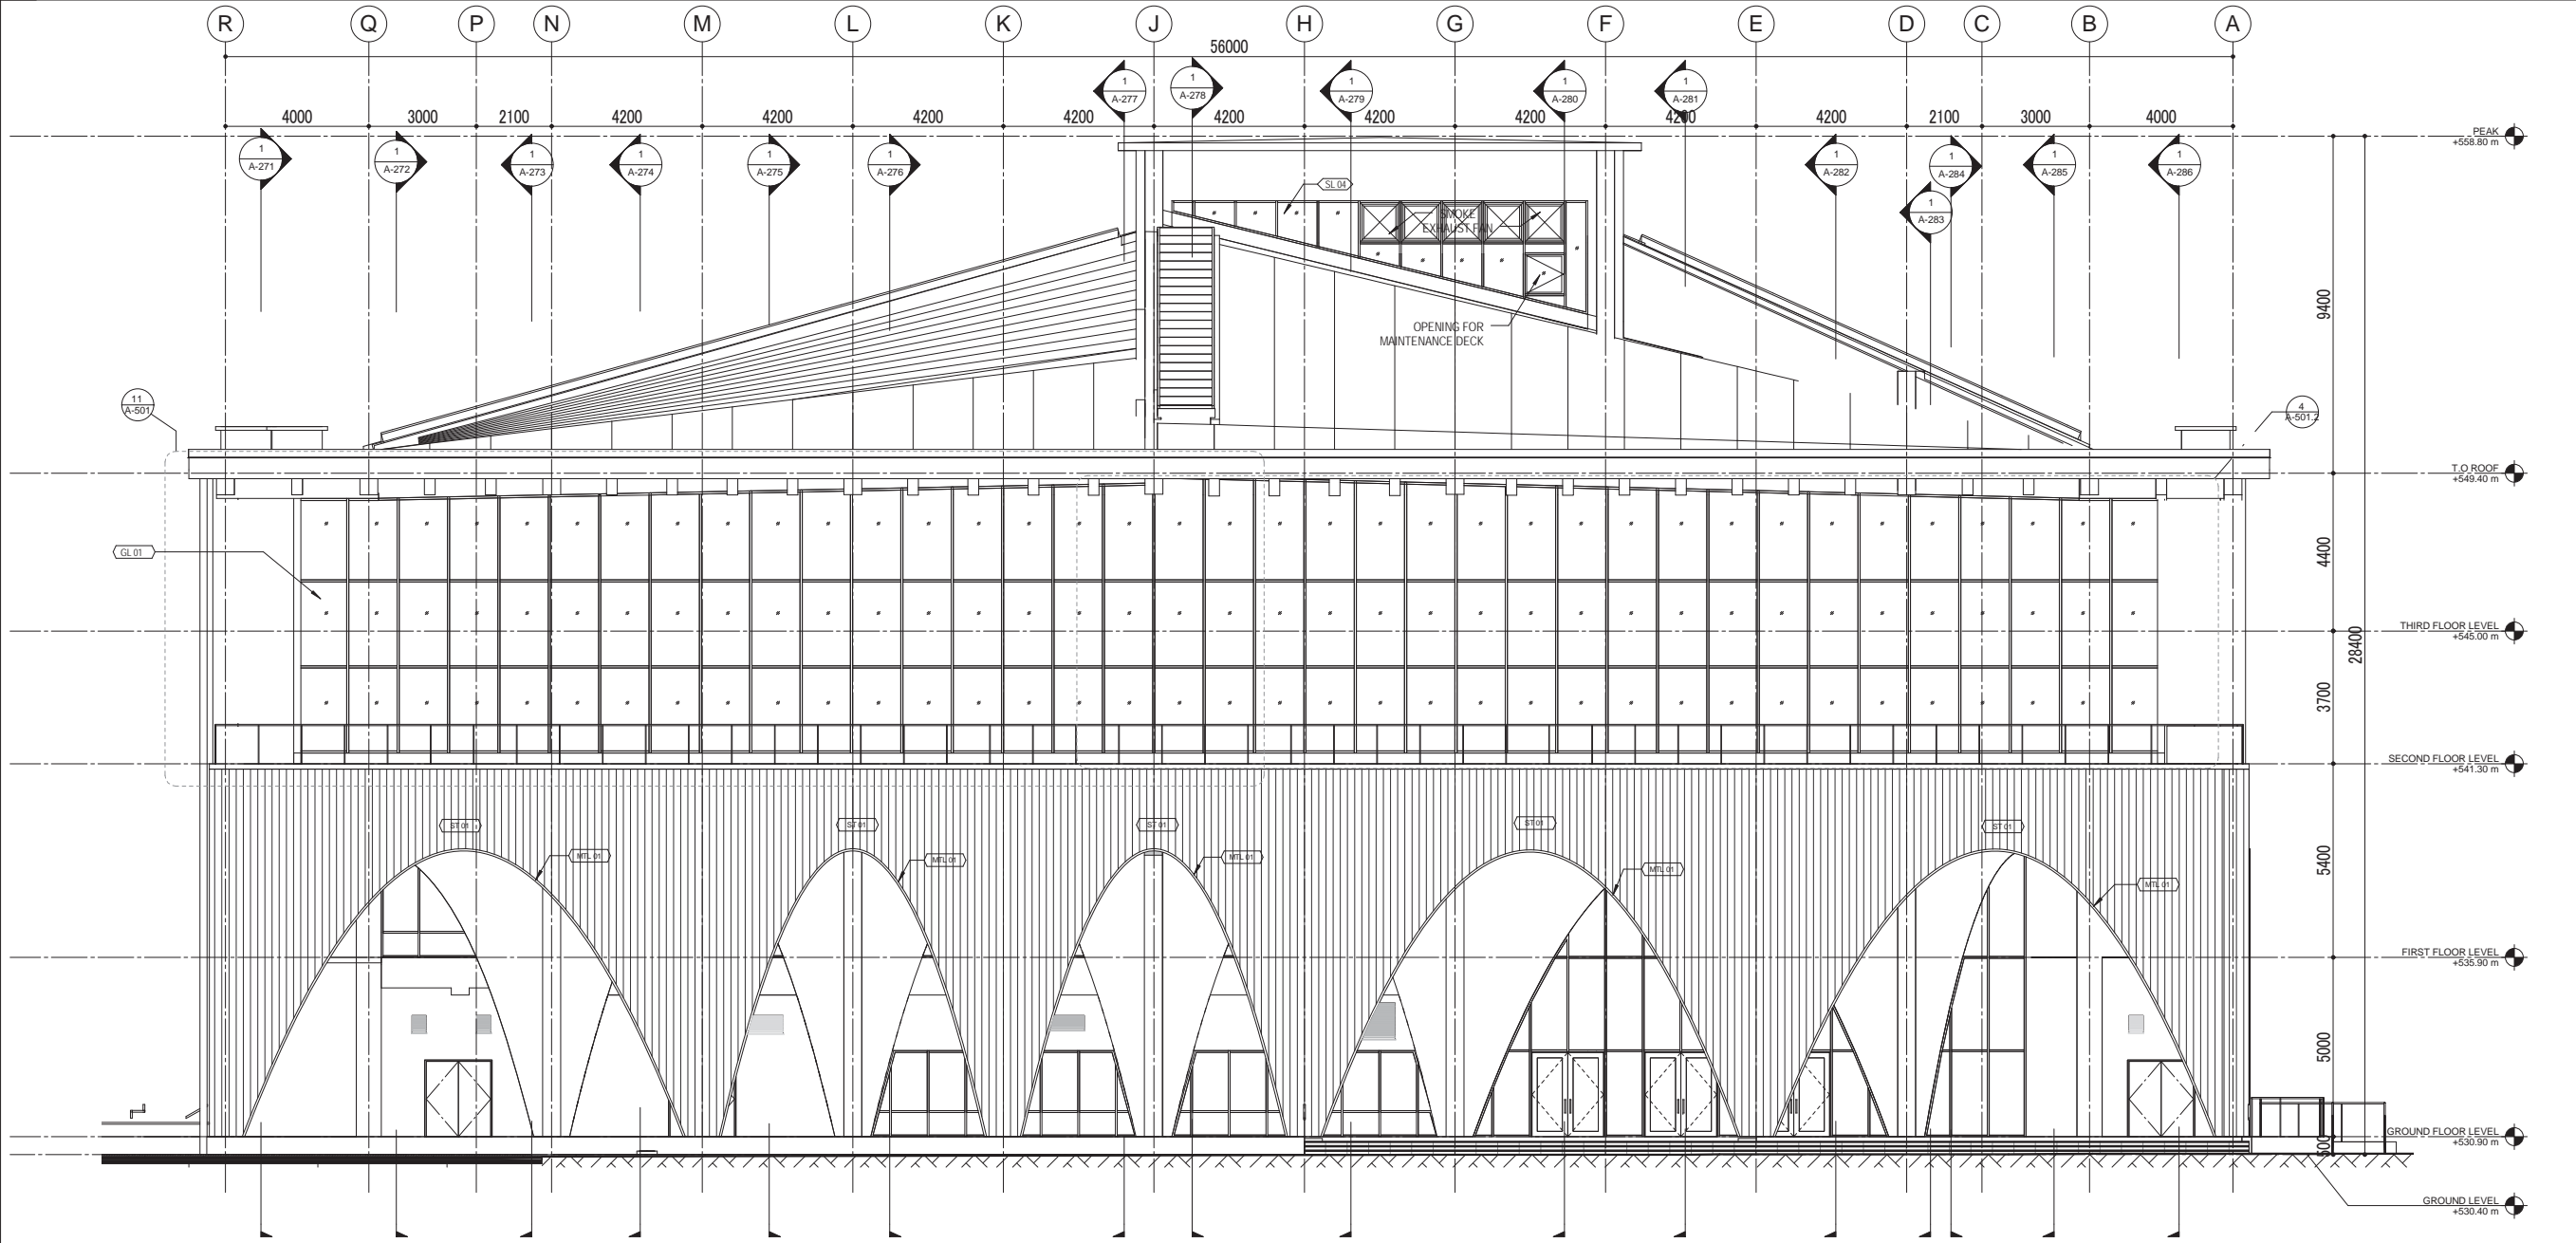 R Q P N M L K J H G F E D C B A
56000
1 A-277
1 A-278
1 A-279
1 A-280
1 A-281
4000 3000 2100 4200 4200 4200 4200 4200 4200 4200 4200 4200 2100 3000 4000
PEAK
+558.80 m
1 A-271
1 A-272
1 A-273
1 A-274
1 A-275
1 A-276
1 A-282
1 A-283
1 A-284
1 A-285
1 A-286
SL 04
SMOKE
EXHAUST FAN
OPENING FOR
MAINTENANCE DECK
9400
11
A-501
4
A-501.2
T.O ROOF
+549.40 m
GL 01
4400
THIRD FLOOR LEVEL
+545.00 m
28400
3700
SECOND FLOOR LEVEL
+541.30 m
ST 01 ST 01 ST 01 ST 01 ST 01
MTL 01 MTL 01 MTL 01 MTL 01 MTL 01
5400
FIRST FLOOR LEVEL
+535.90 m
5000
GROUND FLOOR LEVEL
+530.90 m
500
GROUND LEVEL
+530.40 m